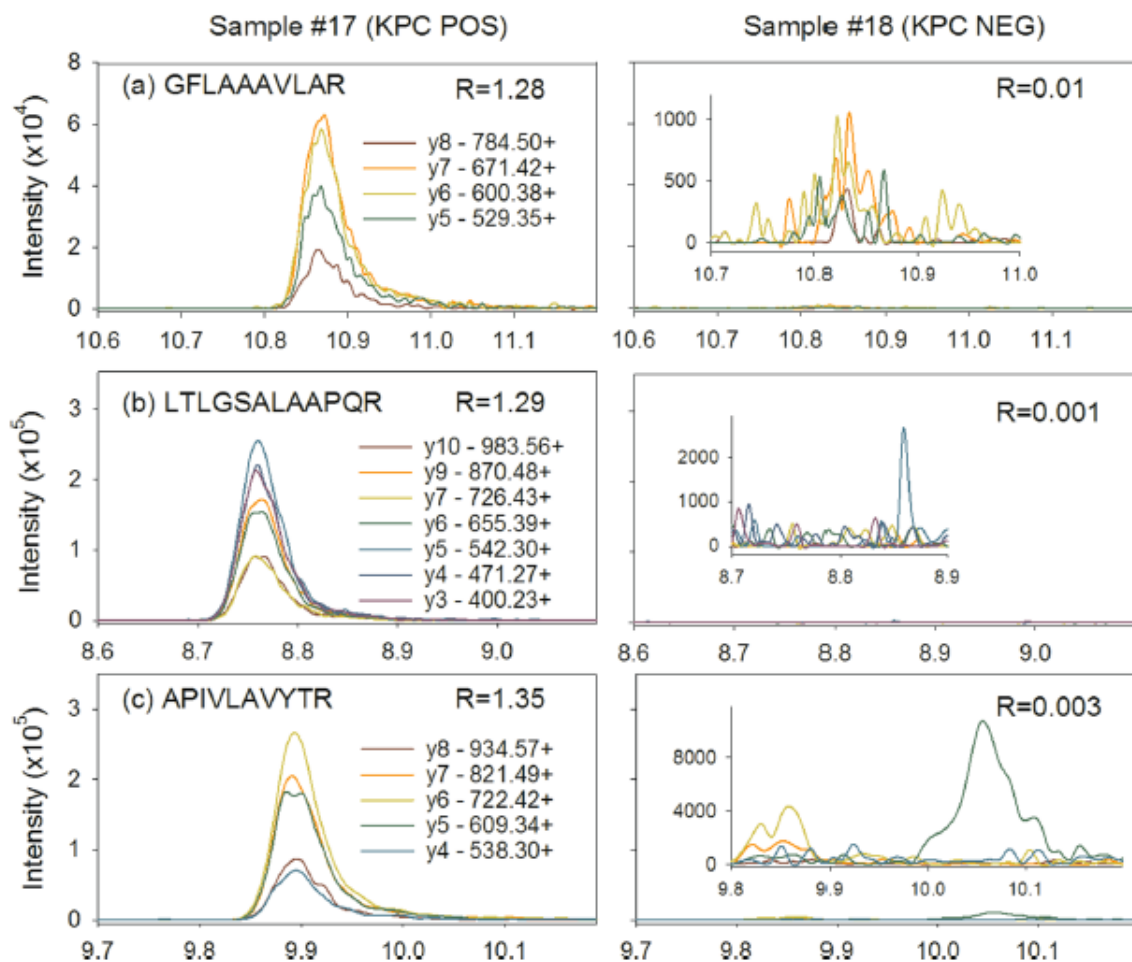 Sample #17 (KPC POS)
Sample #18 (KPC NEG)
Intensity (x10⁴)
8
6
4
2
0
(a) GFLAAAVLAR
R=1.28
y8 - 784.50+
y7 - 671.42+
y6 - 600.38+
y5 - 529.35+
10.6 10.7 10.8 10.9 11.0 11.1
R=0.01
1000
500
0
10.7 10.8 10.9 11.0
10.6 10.7 10.8 10.9 11.0 11.1
Intensity (x10⁵)
3
2
1
0
(b) LTLGSALAAPQR
R=1.29
y10 - 983.56+
y9 - 870.48+
y7 - 726.43+
y6 - 655.39+
y5 - 542.30+
y4 - 471.27+
y3 - 400.23+
8.6 8.7 8.8 8.9 9.0
R=0.001
2000
1000
0
8.7 8.8 8.9
8.6 8.7 8.8 8.9 9.0
Intensity (x10⁵)
3
2
1
0
(c) APIVLAVYTR
R=1.35
y8 - 934.57+
y7 - 821.49+
y6 - 722.42+
y5 - 609.34+
y4 - 538.30+
9.7 9.8 9.9 10.0 10.1
R=0.003
8000
4000
0
9.8 9.9 10.0 10.1
9.7 9.8 9.9 10.0 10.1